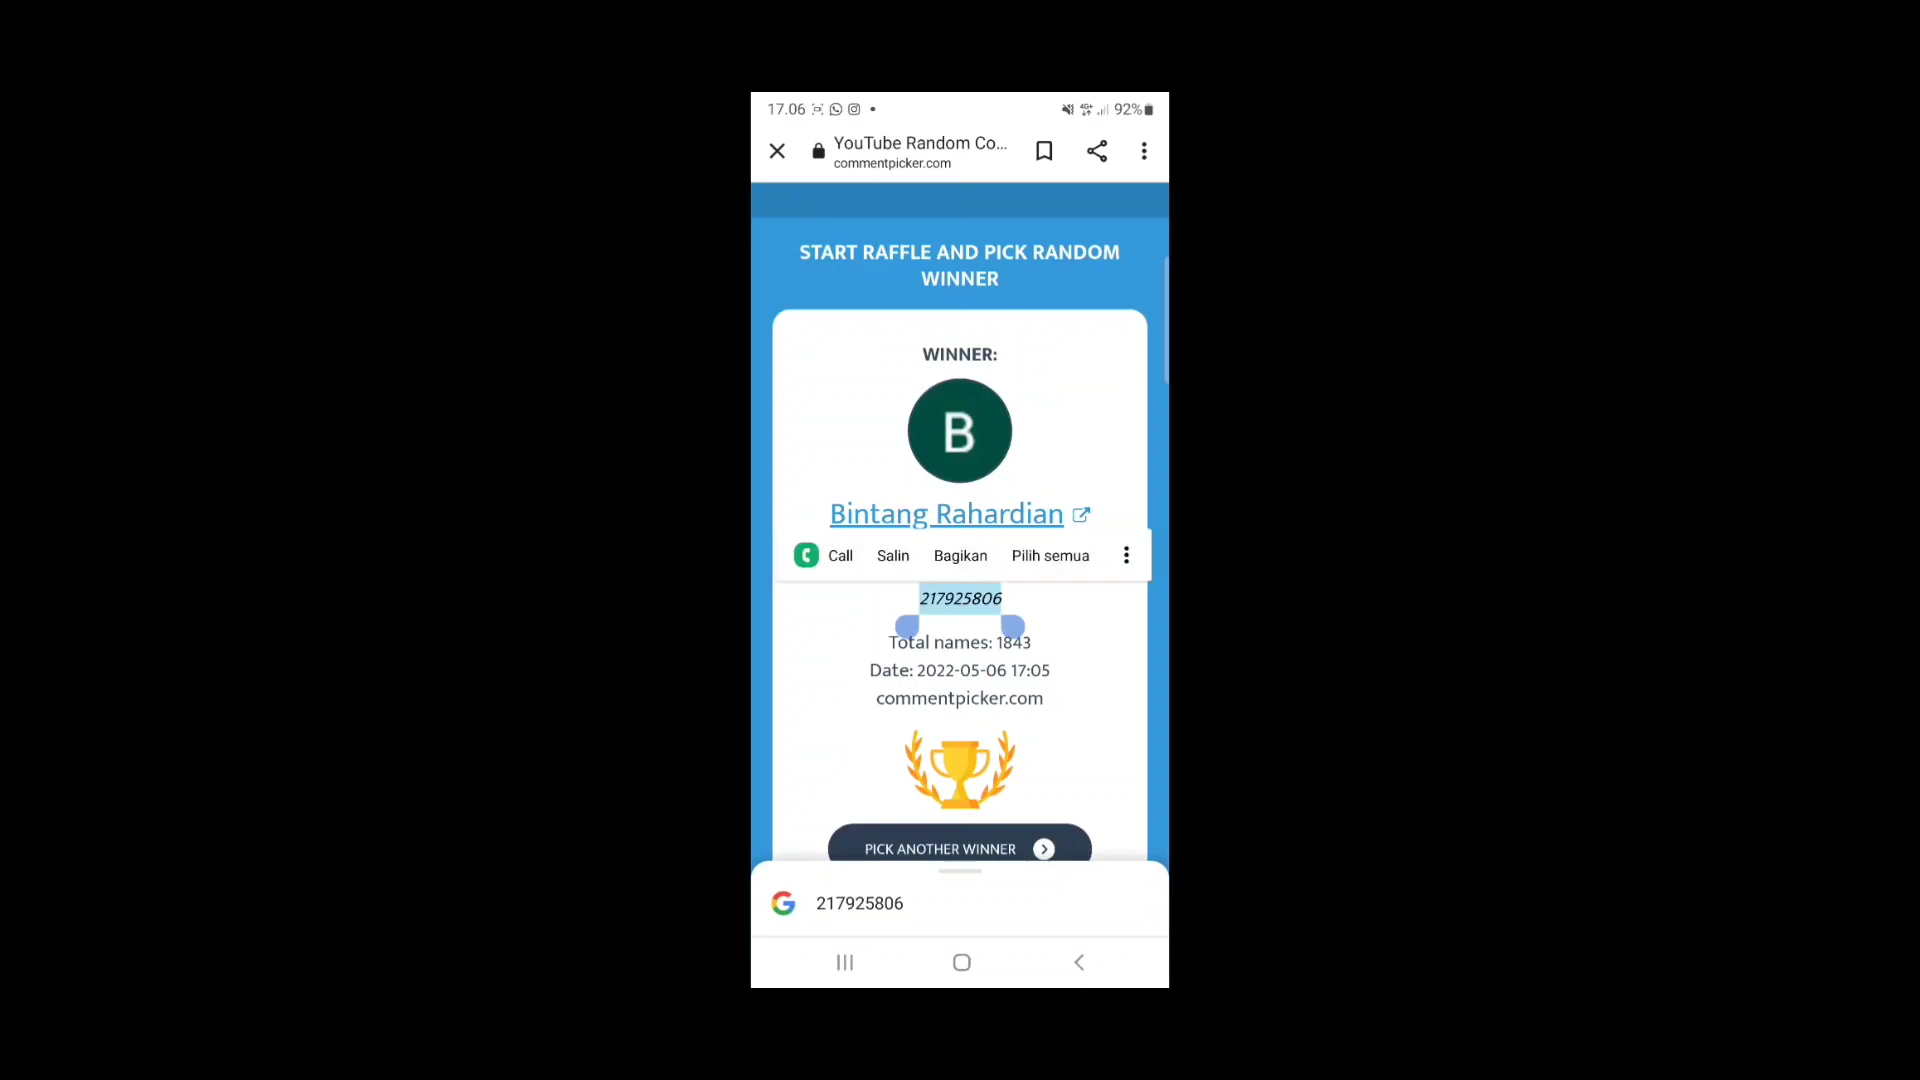 17.06
4G+
92%
YouTube Random Co...
commentpicker.com
START RAFFLE AND PICK RANDOM
WINNER
WINNER:
B
Bintang Rahardian
Call Salin Bagikan Pilih semua
217925806
Total names: 1843
Date: 2022-05-06 17:05
commentpicker.com
PICK ANOTHER WINNER
G 217925806